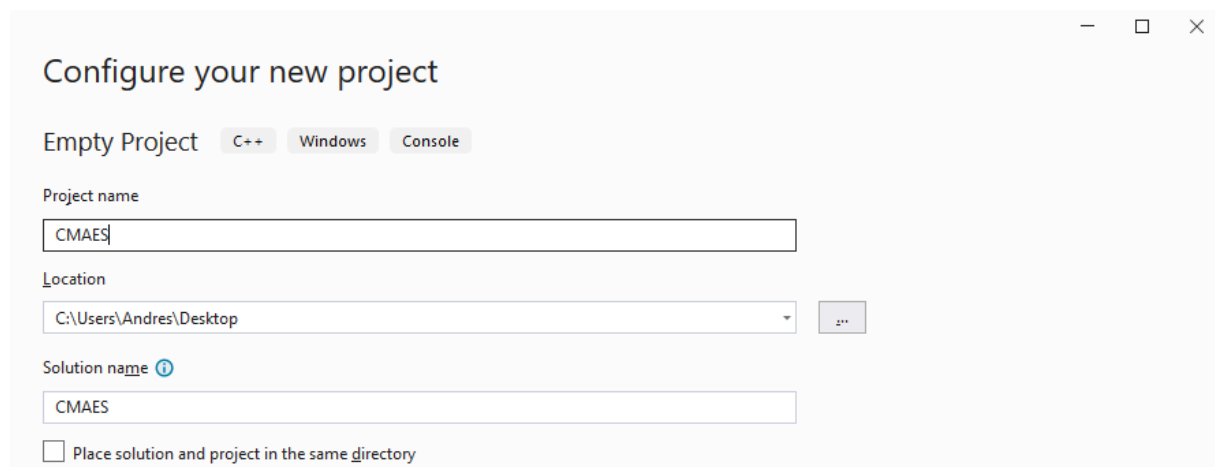 Configure your new project
Empty Project C++ Windows Console
Project name
CMAES
Location
C:\Users\Andres\Desktop
...
Solution name
CMAES
Place solution and project in the same directory